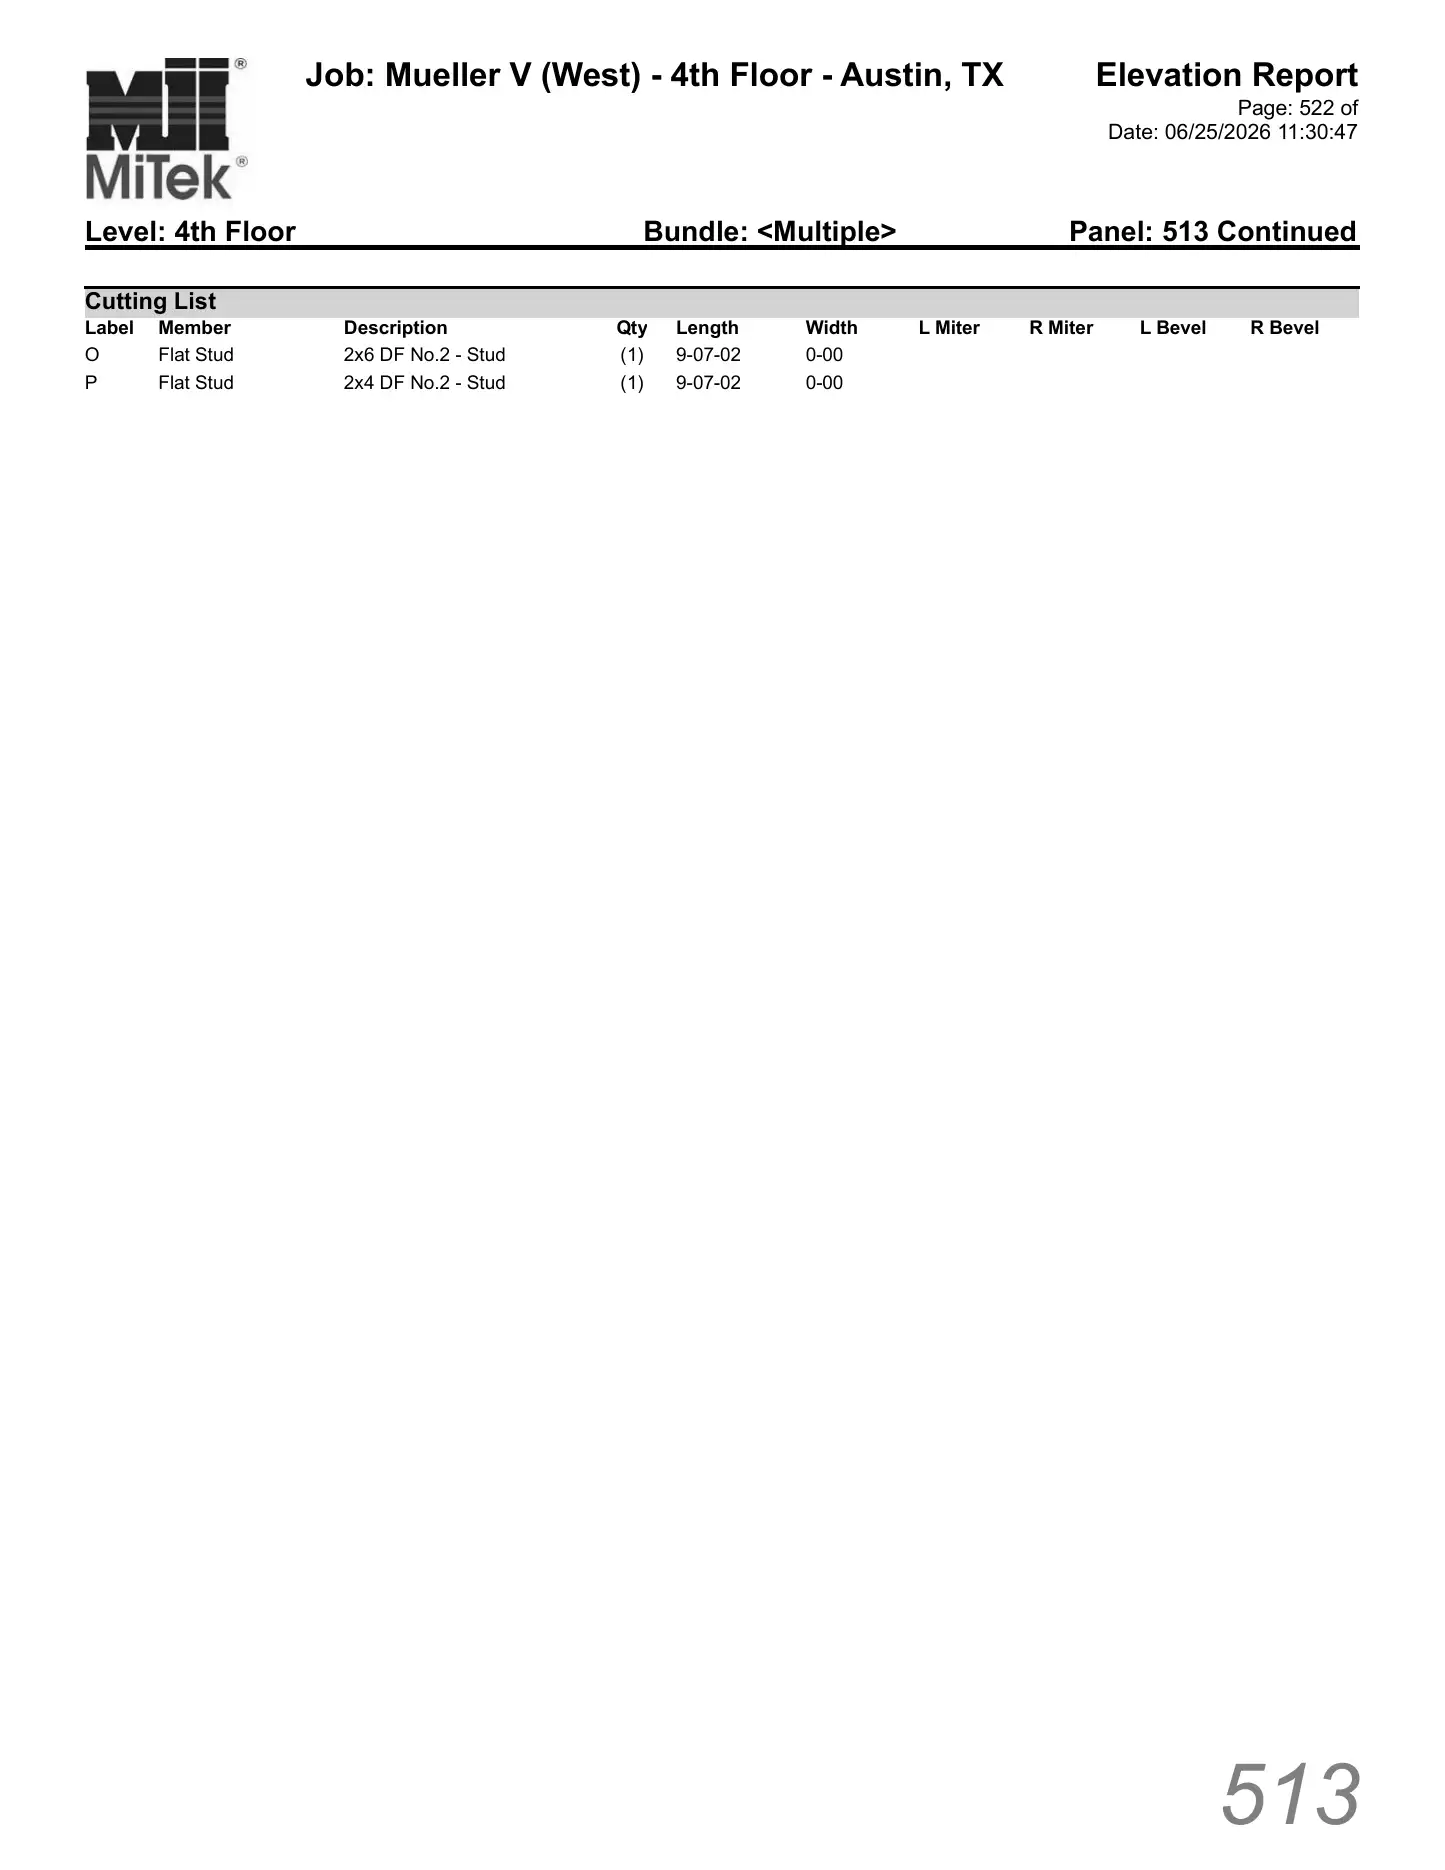 MiTek®
®
Job: Mueller V (West) - 4th Floor - Austin, TX
Elevation Report
Page: 522 of
Date: 06/25/2026 11:30:47
Level: 4th Floor Bundle: <Multiple> Panel: 513 Continued
Cutting List
Label Member Description Qty Length Width L Miter R Miter L Bevel R Bevel
O Flat Stud 2x6 DF No.2 - Stud (1) 9-07-02 0-00
P Flat Stud 2x4 DF No.2 - Stud (1) 9-07-02 0-00
513